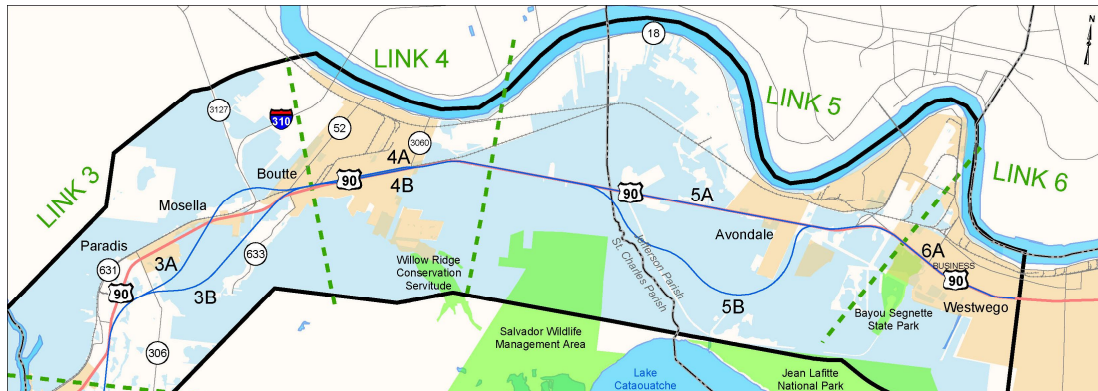 N
LINK 4
18
LINK 5
LINK 3
3127
310
52
3060
4A
90
4B
Boutte
Mosella
Paradis
631
3A
90
3B
633
306
Willow Ridge
Conservation
Servitude
Salvador Wildlife
Management Area
Jefferson Parish
St. Charles Parish
90
5A
Avondale
5B
Lake
Cataouatche
Jean Lafitte
National Park
LINK 6
6A
BUSINESS
90
Westwego
Bayou Segnette
State Park